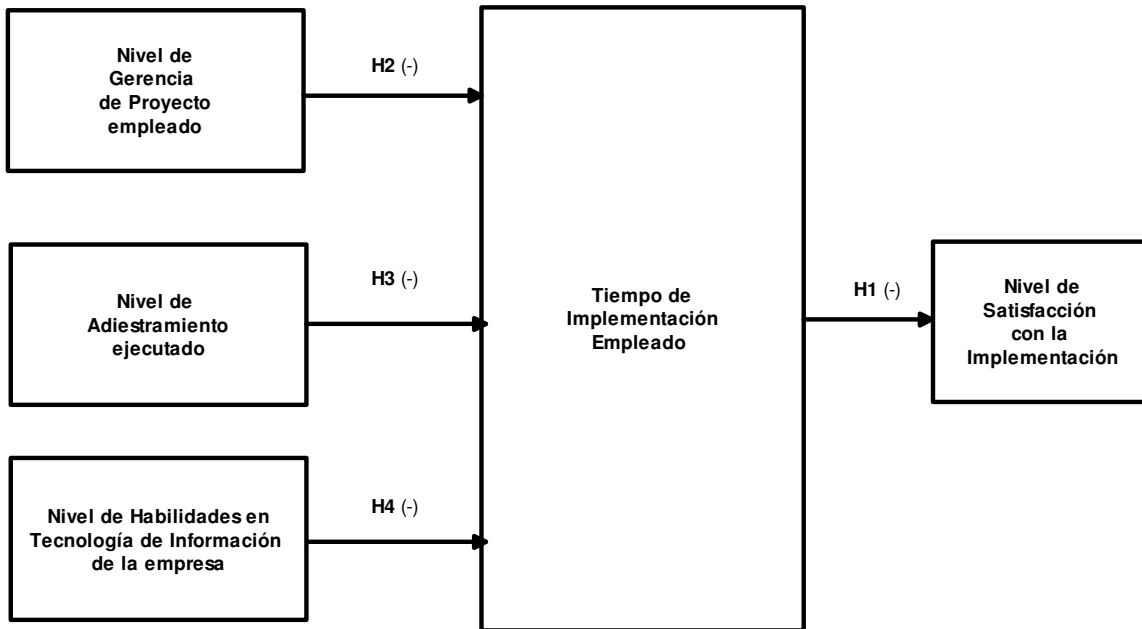 Nivel de
Gerencia
de Proyecto
empleado
H2 (-)
Nivel de
Adiestramiento
ejecutado
H3 (-)
Nivel de Habilidades en
Tecnología de Información
de la empresa
H4 (-)
Tiempo de
Implementación
Empleado
H1 (-)
Nivel de
Satisfacción
con la
Implementación